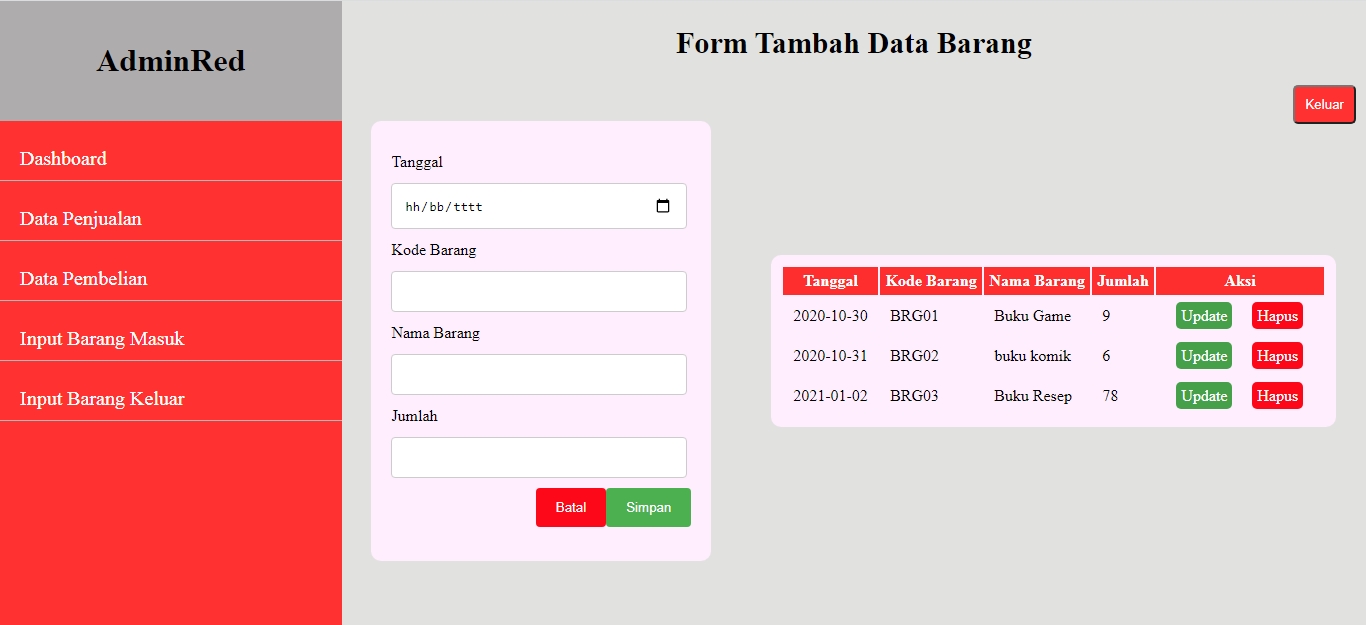 AdminRed
Dashboard
Data Penjualan
Data Pembelian
Input Barang Masuk
Input Barang Keluar
Form Tambah Data Barang
Keluar
Tanggal
hh/bb/tttt
Kode Barang
Nama Barang
Jumlah
Batal Simpan
Tanggal Kode Barang Nama Barang Jumlah Aksi
2020-10-30 BRG01 Buku Game 9 Update Hapus
2020-10-31 BRG02 buku komik 6 Update Hapus
2021-01-02 BRG03 Buku Resep 78 Update Hapus